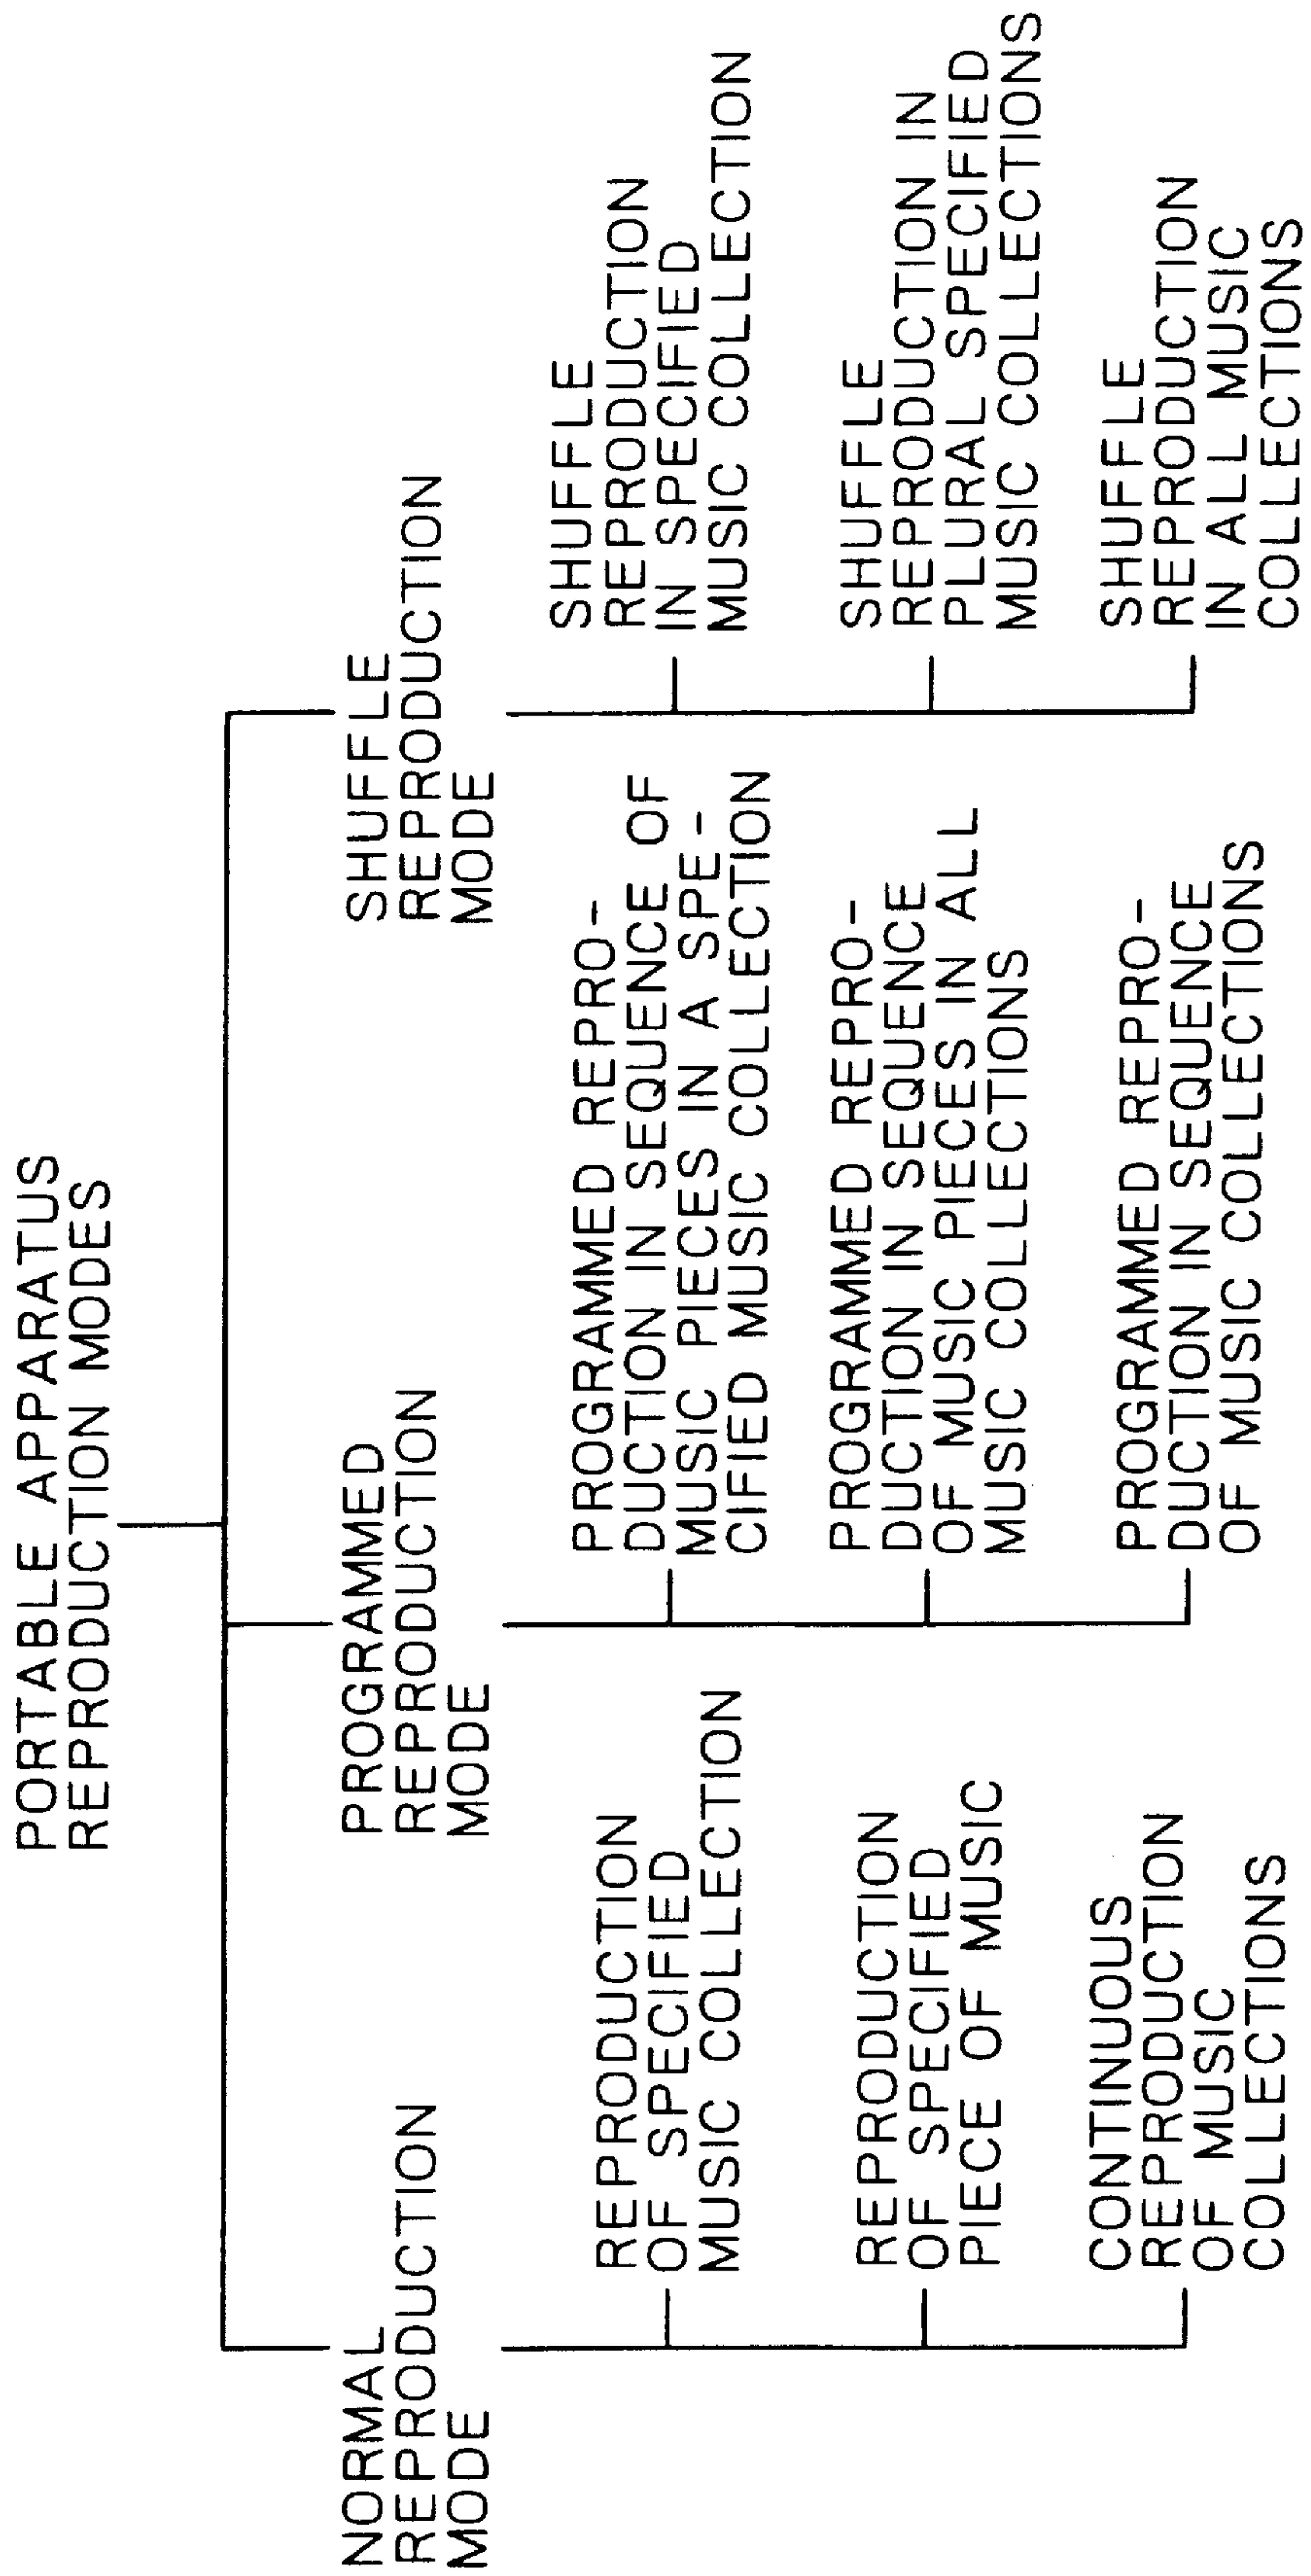 PORTABLE APPARATUS
REPRODUCTION MODES
NORMAL
REPRODUCTION
MODE
REPRODUCTION
OF SPECIFIED
MUSIC COLLECTION
REPRODUCTION
OF SPECIFIED
PIECE OF MUSIC
CONTINUOUS
REPRODUCTION
OF MUSIC
COLLECTIONS
PROGRAMMED
REPRODUCTION
MODE
PROGRAMMED REPRO-
DUCTION IN SEQUENCE OF
MUSIC PIECES IN A SPE-
CIFIED MUSIC COLLECTION
PROGRAMMED REPRO-
DUCTION IN SEQUENCE
OF MUSIC PIECES IN ALL
MUSIC COLLECTIONS
PROGRAMMED REPRO-
DUCTION IN SEQUENCE
OF MUSIC COLLECTIONS
SHUFFLE
REPRODUCTION
MODE
SHUFFLE
REPRODUCTION
IN SPECIFIED
MUSIC COLLECTION
SHUFFLE
REPRODUCTION IN
PLURAL SPECIFIED
MUSIC COLLECTIONS
SHUFFLE
REPRODUCTION
IN ALL MUSIC
COLLECTIONS